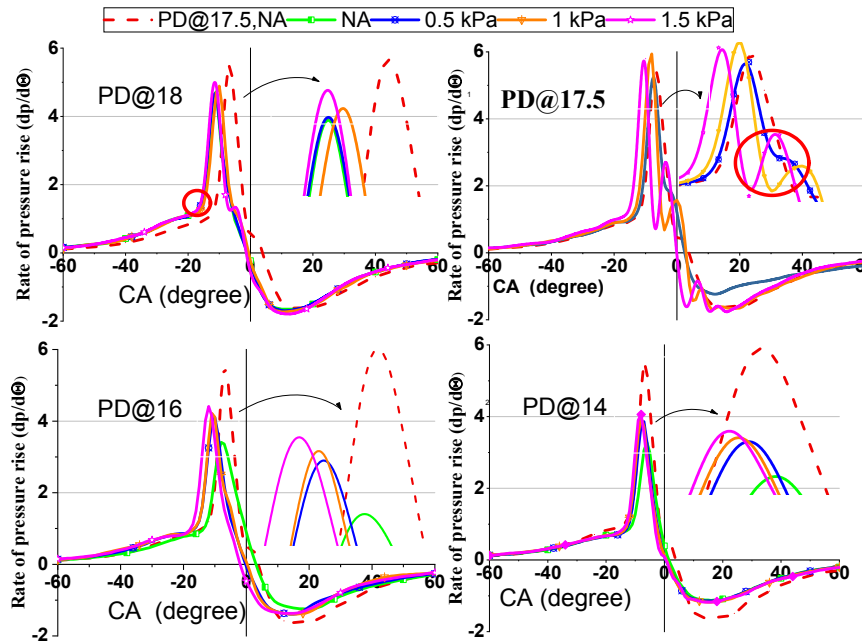 PD@17.5,NA NA 0.5 kPa 1 kPa 1.5 kPa
Rate of pressure rise (dp/dΘ)
6
4
2
0
-2
PD@18
-60 -40 -20 0 20 40 60
CA (degree)
Rate of pressure rise (dp/dΘ)
6
4
2
0
-2
PD@17.5
1
-60 -40 -20 0 20 40 60
CA (degree)
Rate of pressure rise (dp/dΘ)
6
4
2
0
-2
PD@16
-60 -40 -20 0 20 40 60
CA (degree)
Rate of pressure rise (dp/dΘ)
6
4
2
0
-2
PD@14
2
-60 -40 -20 0 20 40 60
CA (degree)